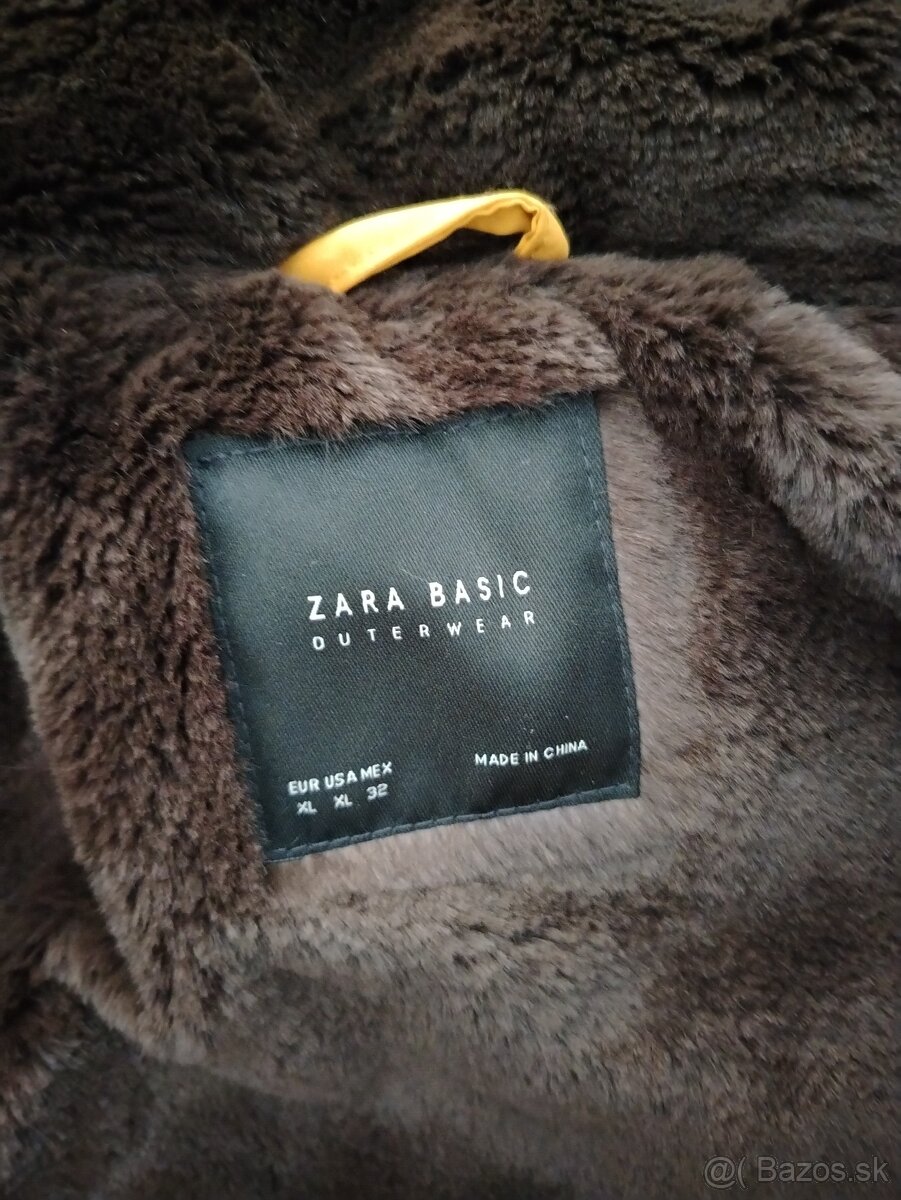 ZARA BASIC
OUTERWEAR
EUR USA MEX
XL XL 32
MADE IN CHINA
@( Bazos.sk